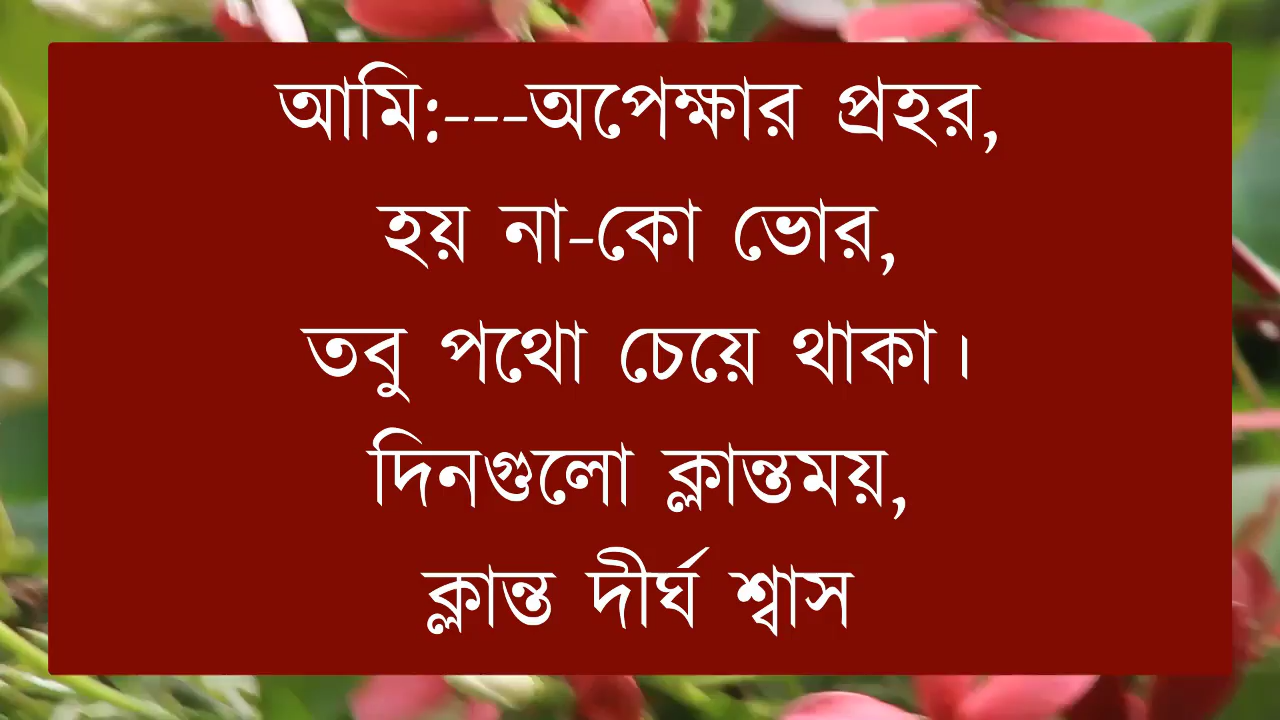 আমি:---অপেক্ষার প্রহর,
হয় না-কো ভোর,
তবু পথো চেয়ে থাকা।
দিনগুলো ক্লান্তময়,
ক্লান্ত দীর্ঘ শ্বাস